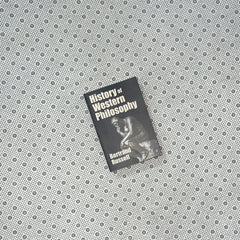 History of
Western
Philosophy
Bertrand
Russell